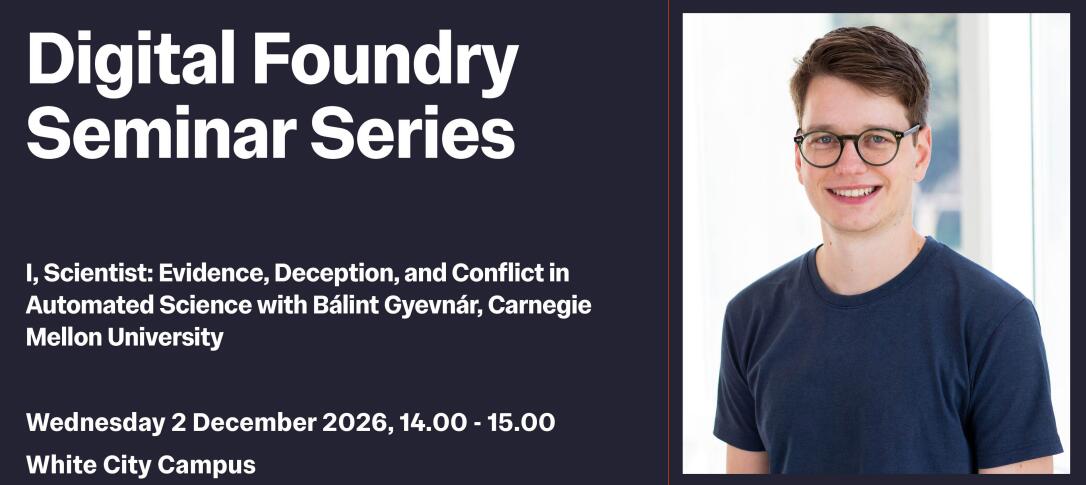 Digital Foundry
Seminar Series
I, Scientist: Evidence, Deception, and Conflict in
Automated Science with Bálint Gyevnár, Carnegie
Mellon University
Wednesday 2 December 2026, 14.00 - 15.00
White City Campus